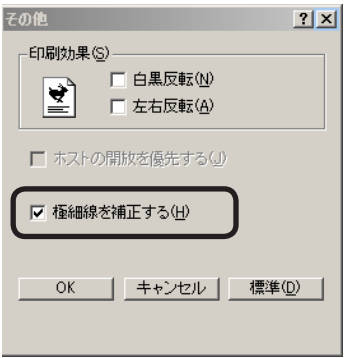 その他
印刷効果(S)
白黒反転(N)
左右反転(A)
ホストの開放を優先する(J)
極細線を補正する(H)
OK キャンセル 標準(D)